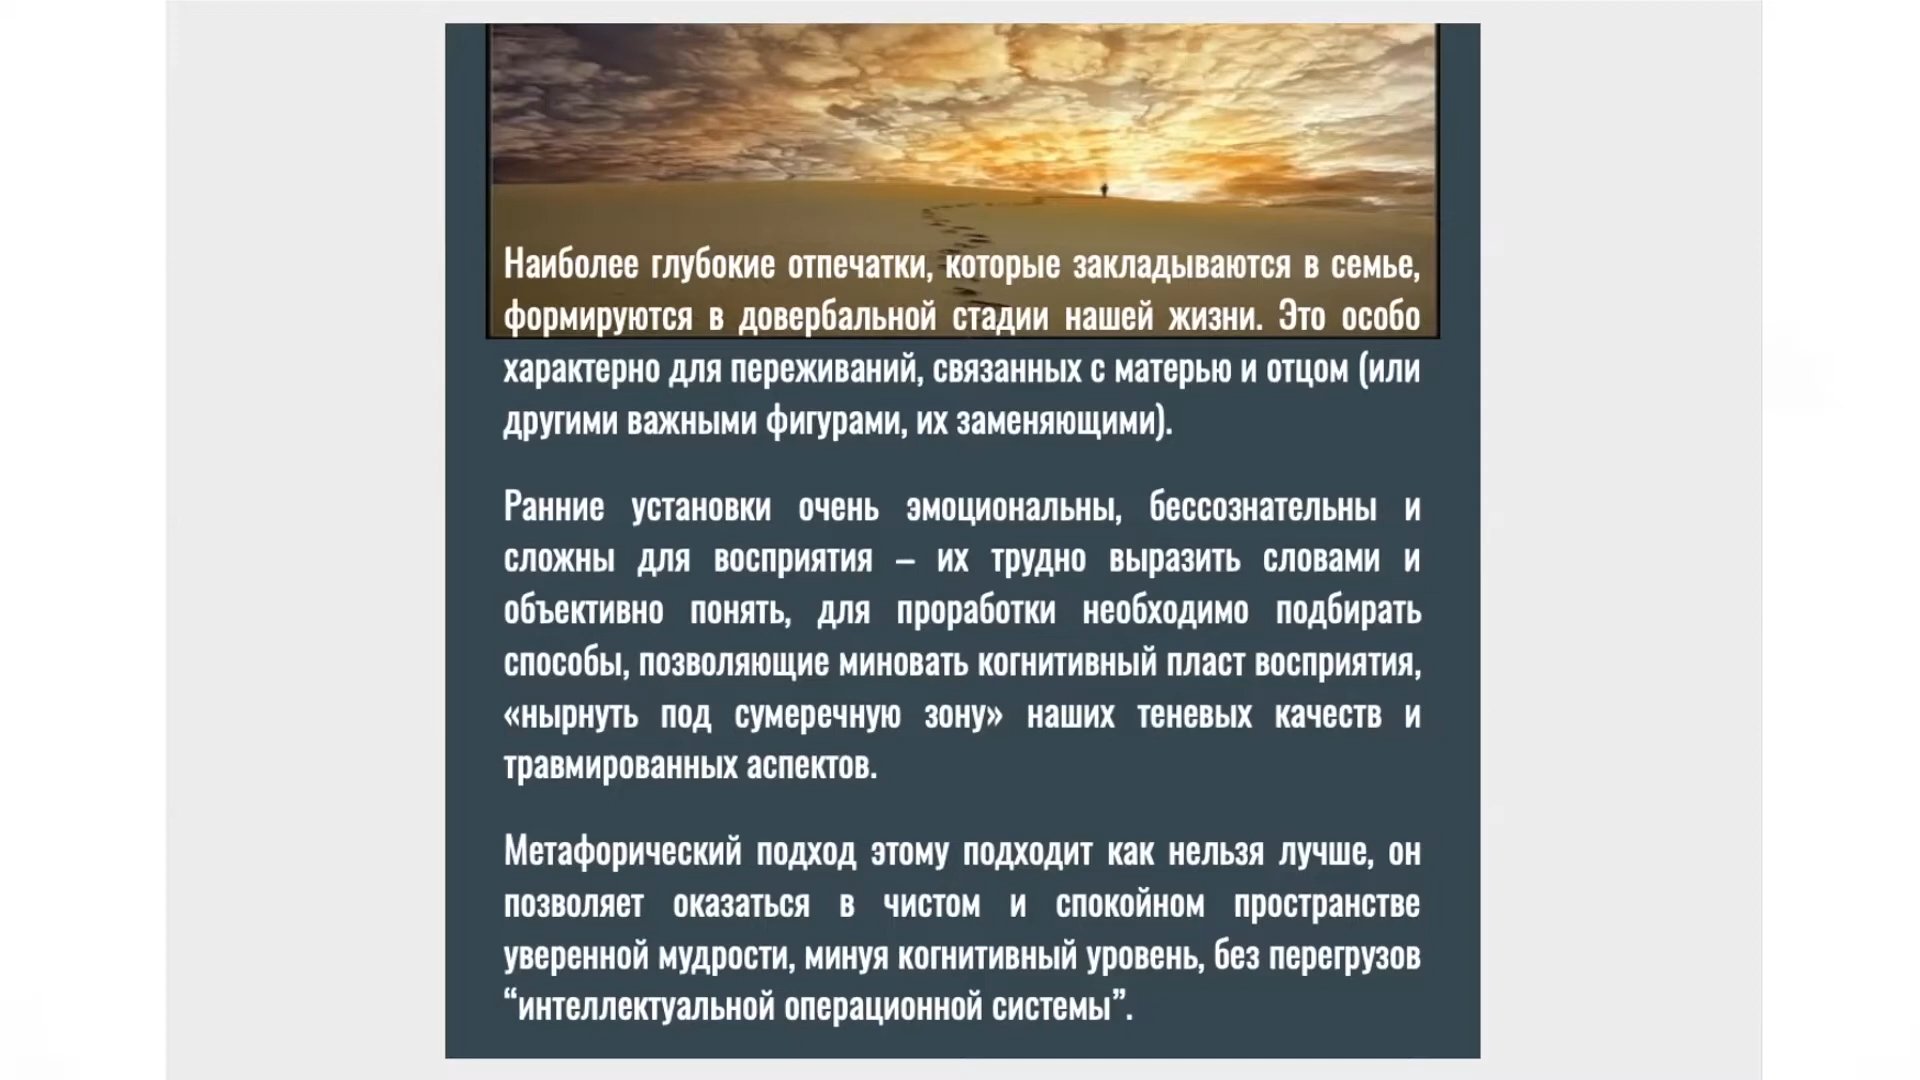 Наиболее глубокие отпечатки, которые закладываются в семье,
формируются в довербальной стадии нашей жизни. Это особо
характерно для переживаний, связанных с матерью и отцом (или
другими важными фигурами, их заменяющими).
Ранние установки очень эмоциональны, бессознательны и
сложны для восприятия – их трудно выразить словами и
объективно понять, для проработки необходимо подбирать
способы, позволяющие миновать когнитивный пласт восприятия,
«нырнуть под сумеречную зону» наших теневых качеств и
травмированных аспектов.
Метафорический подход этому подходит как нельзя лучше, он
позволяет оказаться в чистом и спокойном пространстве
уверенной мудрости, минуя когнитивный уровень, без перегрузов
“интеллектуальной операционной системы”.